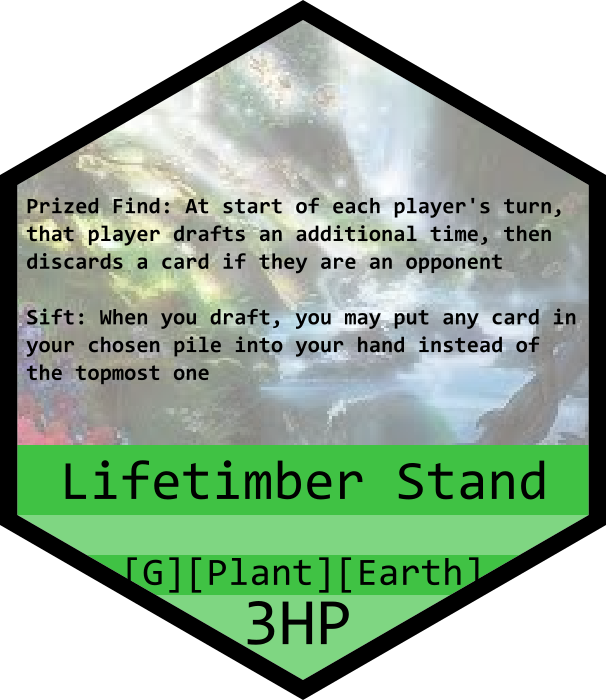 Prized Find: At start of each player's turn,
that player drafts an additional time, then
discards a card if they are an opponent
Sift: When you draft, you may put any card in
your chosen pile into your hand instead of
the topmost one
Lifetimber Stand
[G][Plant][Earth]
3HP